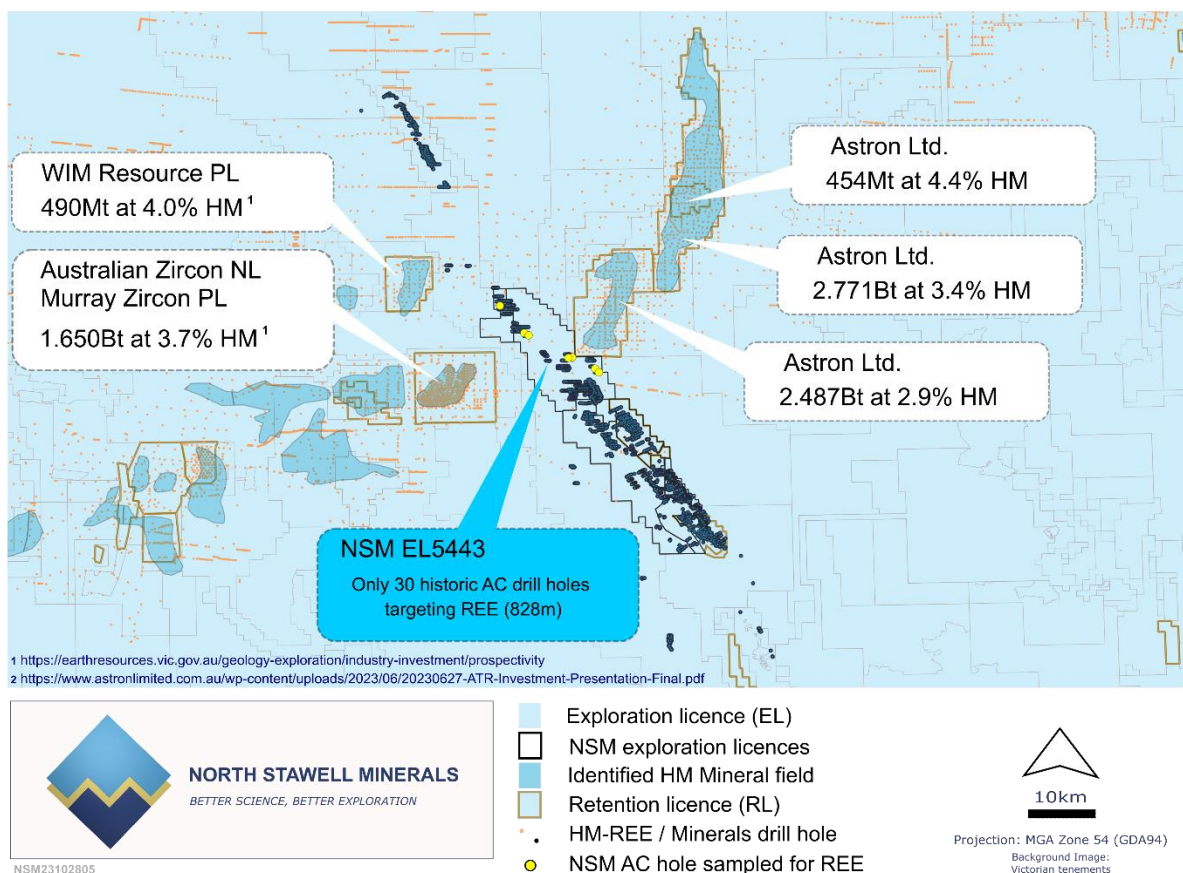 WIM Resource PL
490Mt at 4.0% HM¹
Australian Zircon NL
Murray Zircon PL
1.650Bt at 3.7% HM¹
Astron Ltd.
454Mt at 4.4% HM
Astron Ltd.
2.771Bt at 3.4% HM
Astron Ltd.
2.487Bt at 2.9% HM
NSM EL5443
Only 30 historic AC drill holes
targeting REE (828m)
1 https://earthresources.vic.gov.au/geology-exploration/industry-investment/prospectivity
2 https://www.astronlimited.com.au/wp-content/uploads/2023/06/20230627-ATR-Investment-Presentation-Final.pdf
NORTH STAWELL MINERALS
BETTER SCIENCE, BETTER EXPLORATION
NSM23102805
Exploration licence (EL)
NSM exploration licences
Identified HM Mineral field
Retention licence (RL)
HM-REE / Minerals drill hole
NSM AC hole sampled for REE
10km
Projection: MGA Zone 54 (GDA94)
Background Image:
Victorian tenements